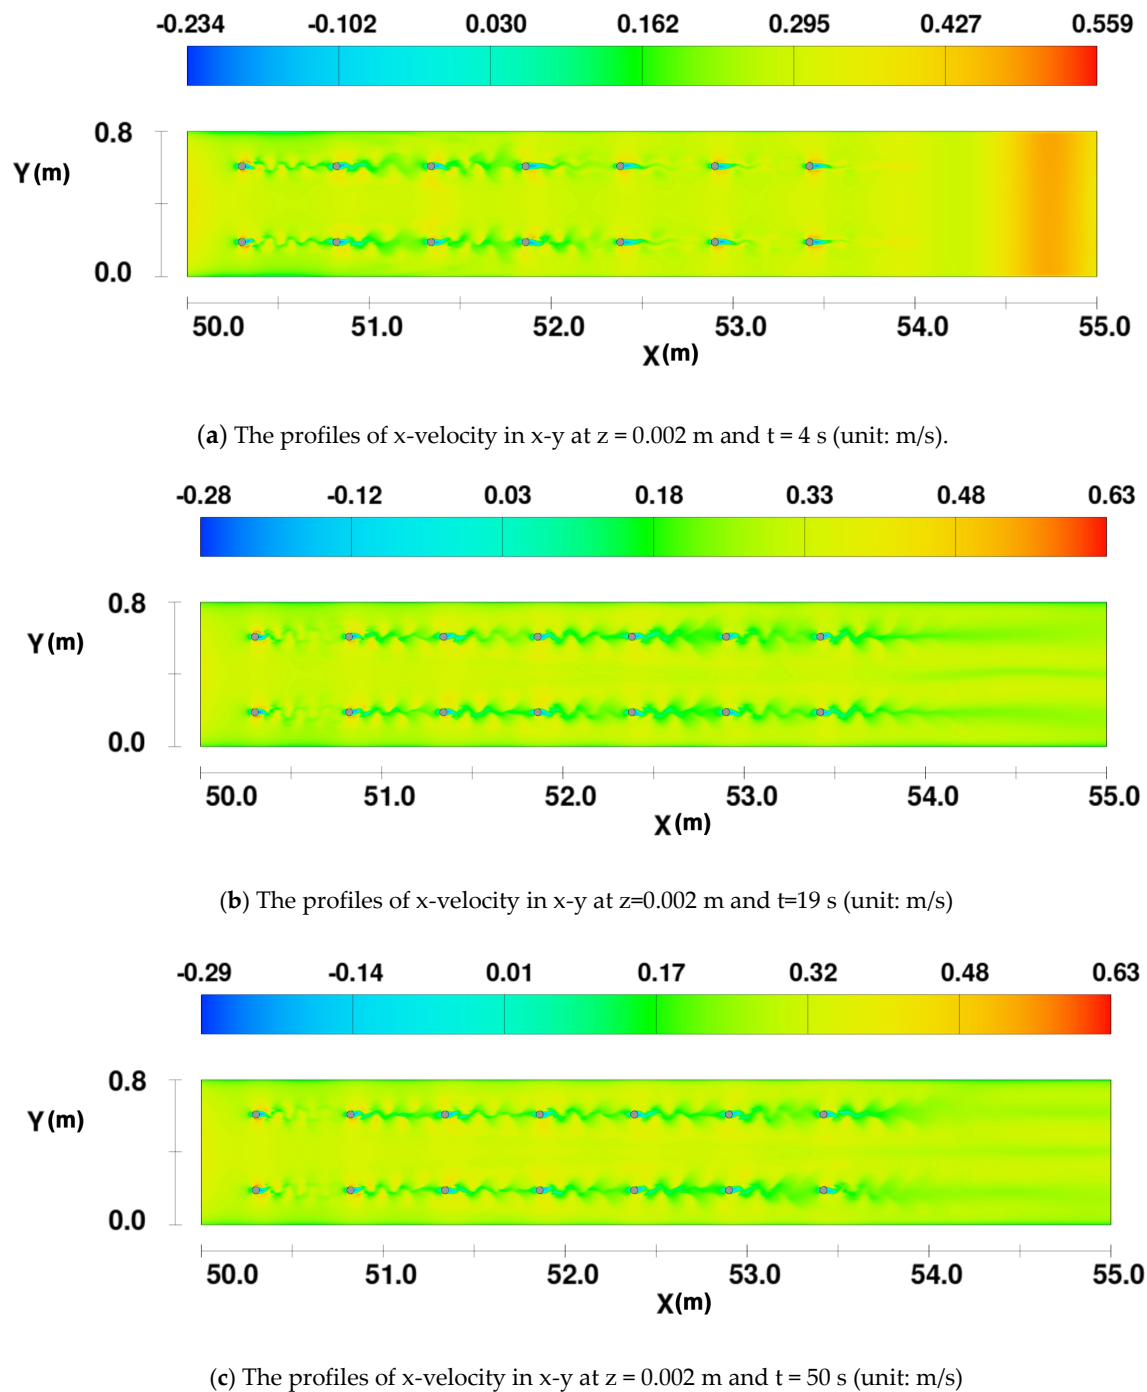 -0.234 -0.102 0.030 0.162 0.295 0.427 0.559
0.8
Y(m)
0.0
50.0 51.0 52.0 53.0 54.0 55.0
X(m)
(a) The profiles of x-velocity in x-y at z = 0.002 m and t = 4 s (unit: m/s).
-0.28 -0.12 0.03 0.18 0.33 0.48 0.63
0.8
Y(m)
0.0
50.0 51.0 52.0 53.0 54.0 55.0
X(m)
(b) The profiles of x-velocity in x-y at z=0.002 m and t=19 s (unit: m/s)
-0.29 -0.14 0.01 0.17 0.32 0.48 0.63
0.8
Y(m)
0.0
50.0 51.0 52.0 53.0 54.0 55.0
X(m)
(c) The profiles of x-velocity in x-y at z = 0.002 m and t = 50 s (unit: m/s)